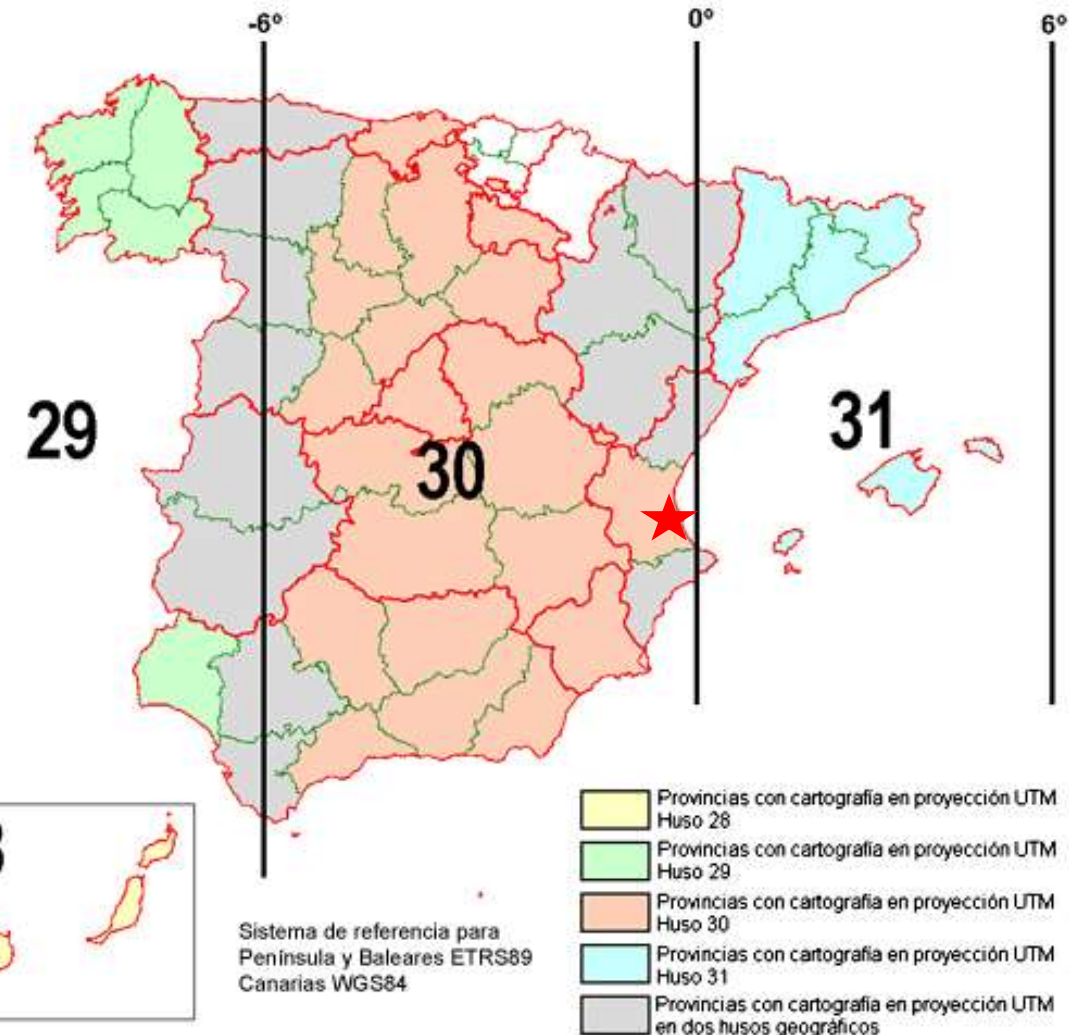 -6º
0º
6º
29
30
31
Provincias con cartografía en proyección UTM
Huso 28
Provincias con cartografía en proyección UTM
Huso 29
Provincias con cartografía en proyección UTM
Huso 30
Provincias con cartografía en proyección UTM
Huso 31
Provincias con cartografía en proyección UTM
en dos husos geográficos
Sistema de referencia para
Península y Baleares ETRS89
Canarias WGS84